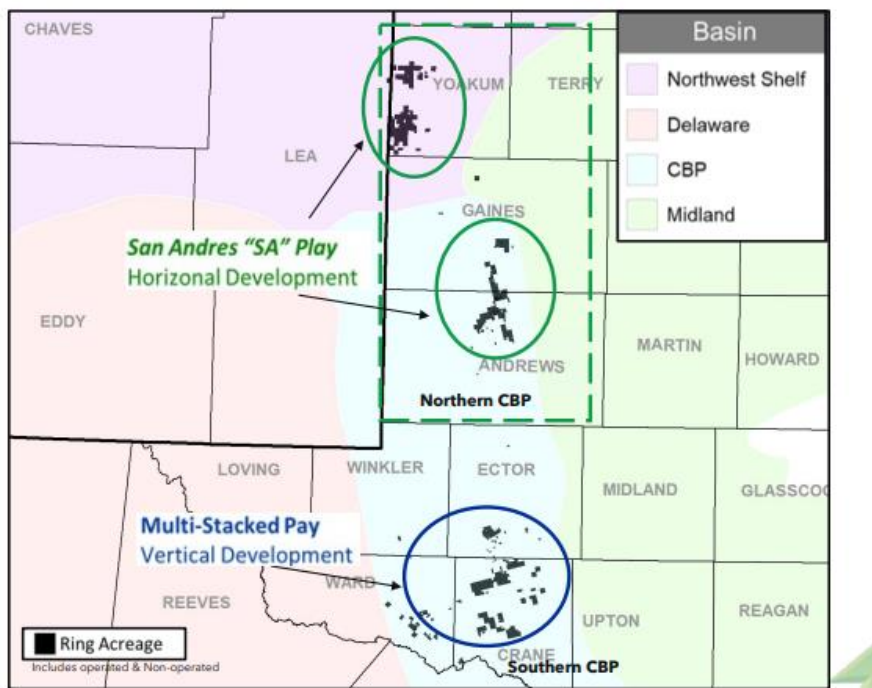 CHAVES
Basin
Northwest Shelf
Delaware
CBP
Midland
YOAKUM
TERRY
LEA
GAINES
San Andres “SA” Play
Horizonal Development
EDDY
MARTIN
HOWARD
ANDREWS
Northern CBP
LOVING
WINKLER
ECTOR
MIDLAND
GLASSCOC
Multi-Stacked Pay
Vertical Development
WARD
REEVES
UPTON
REAGAN
Ring Acreage
Includes operated & Non-operated
CRANE
Southern CBP